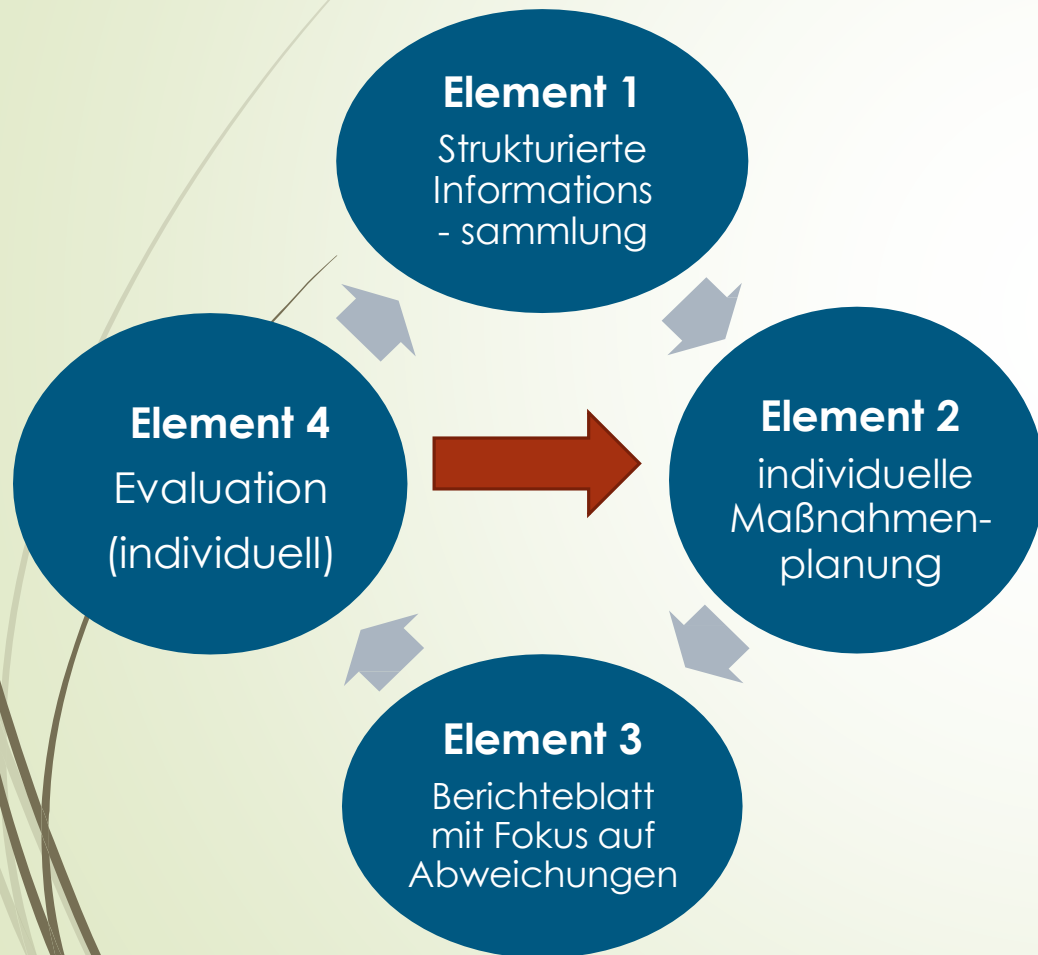 Element 1
Strukturierte
Informations
- sammlung
Element 4
Evaluation
(individuell)
Element 2
individuelle
Maßnahmen-
planung
Element 3
Berichteblatt
mit Fokus auf
Abweichungen